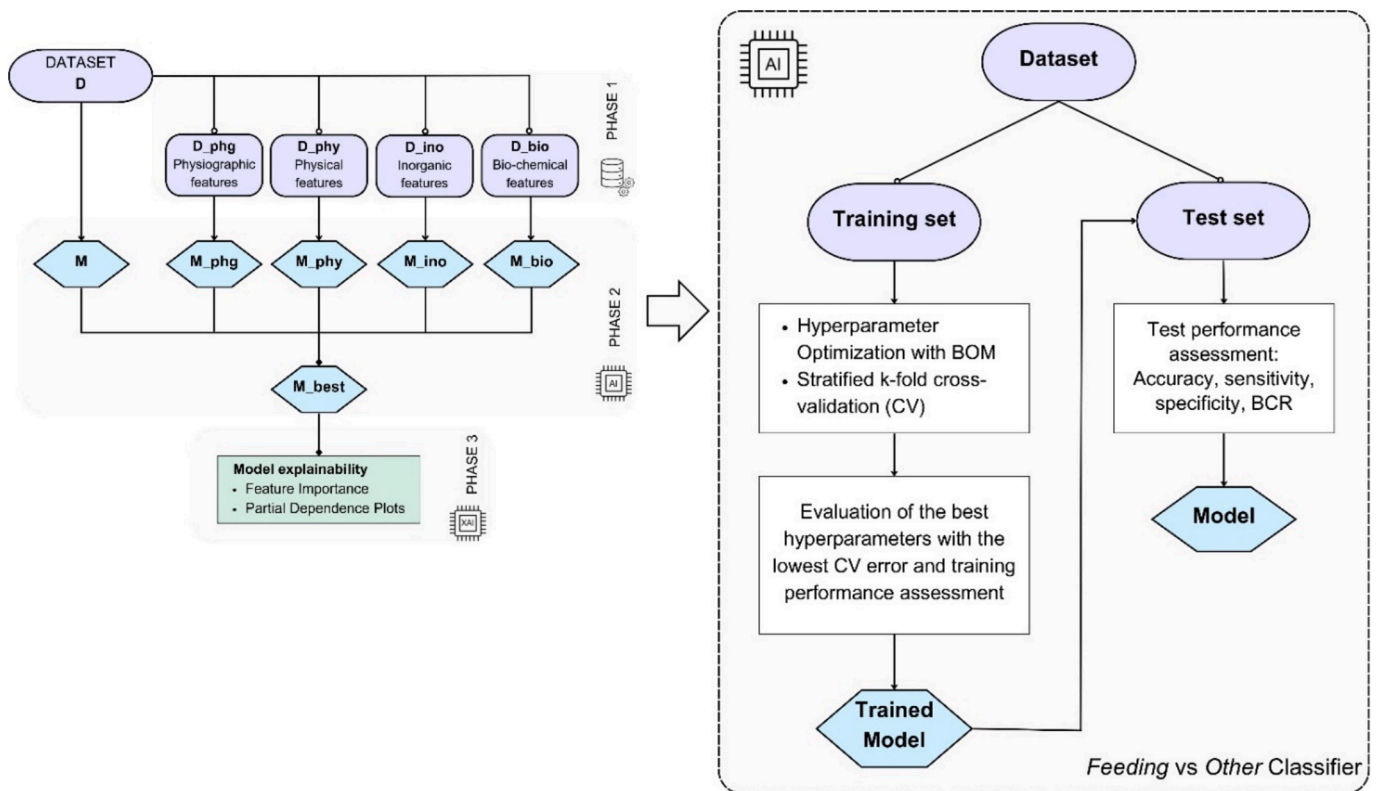 DATASET
D
PHASE 1
D_phg
Physiographic
features
D_phy
Physical
features
D_ino
Inorganic
features
D_bio
Bio-chemical
features
M
M_phg
M_phy
M_ino
M_bio
PHASE 2
AI
M_best
PHASE 3
Model explainability
• Feature Importance
• Partial Dependence Plots
XAI
AI
Dataset
Training set
Test set
• Hyperparameter
Optimization with BOM
• Stratified k-fold cross-
validation (CV)
Test performance
assessment:
Accuracy, sensitivity,
specificity, BCR
Evaluation of the best
hyperparameters with the
lowest CV error and training
performance assessment
Model
Trained
Model
Feeding vs Other Classifier